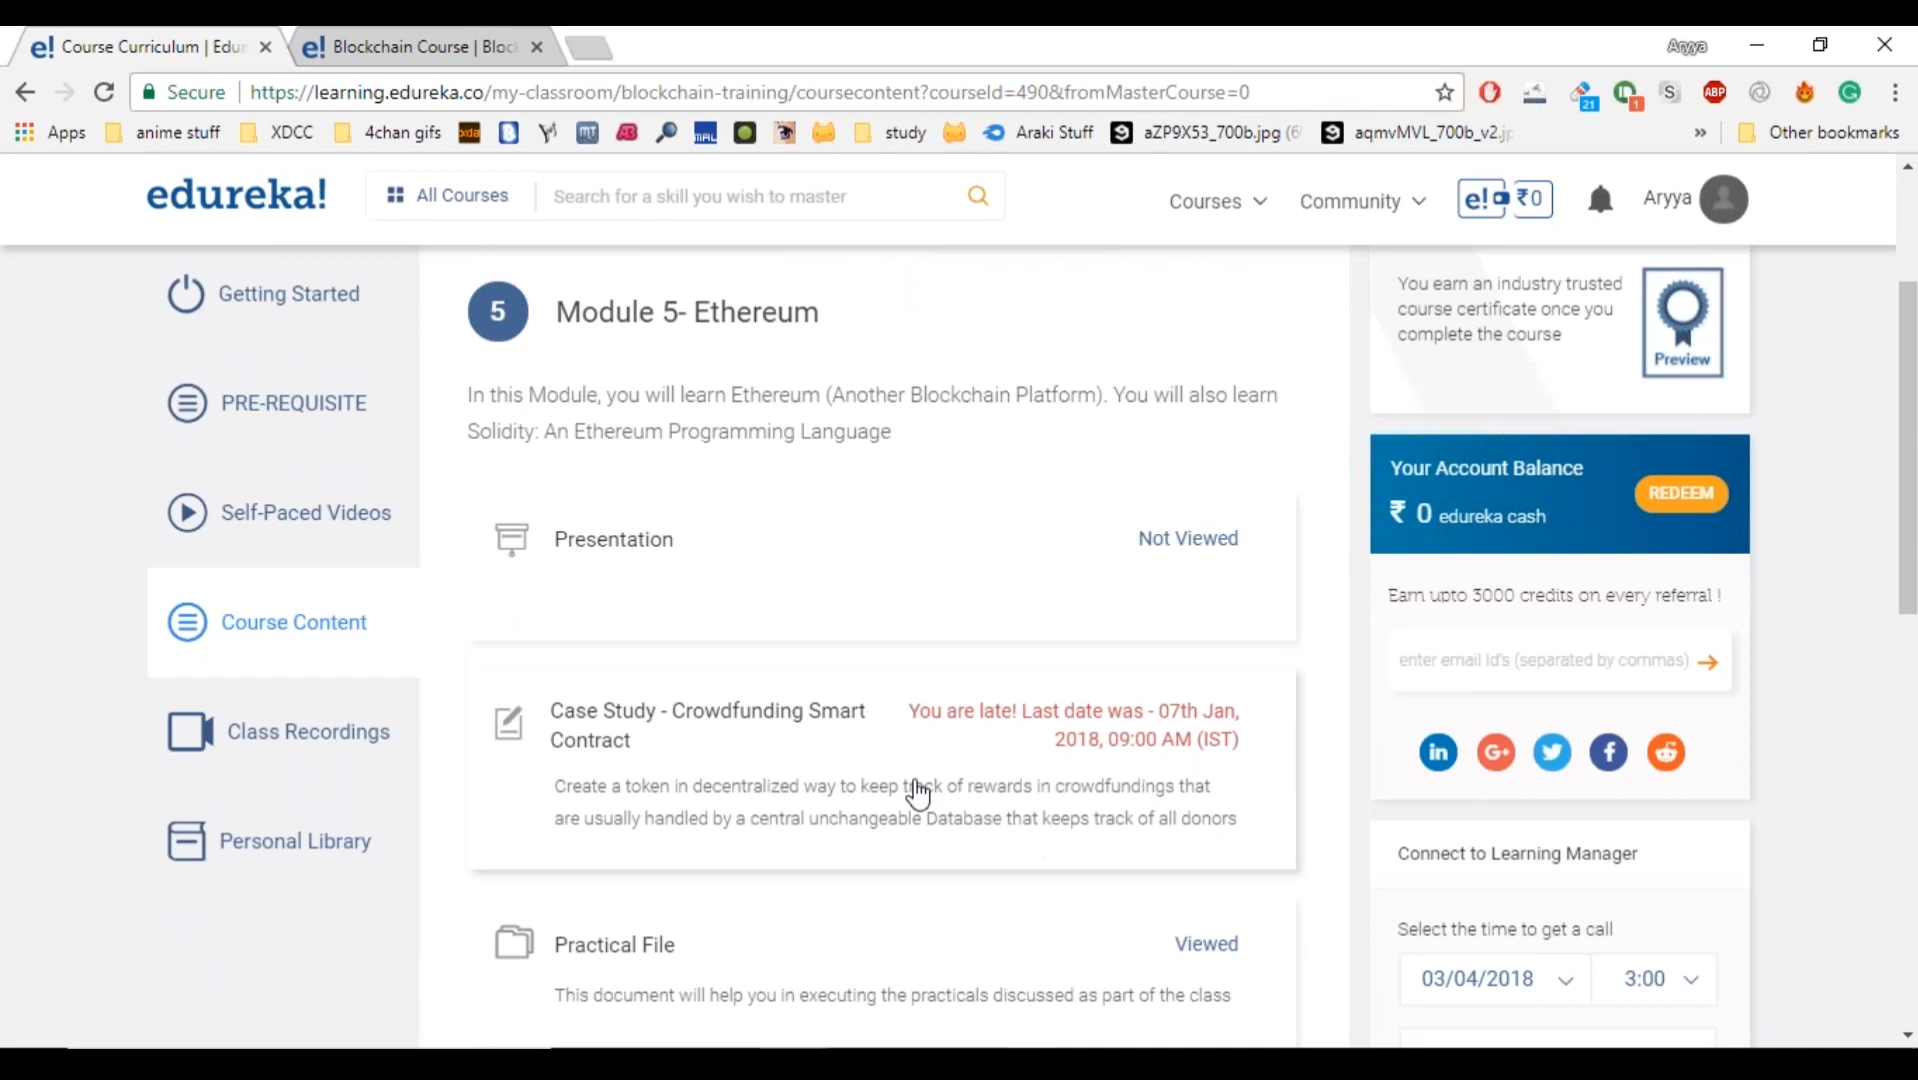 e! Course Curriculum | Edur
e! Blockchain Course | Bloc
Aryya
Secure
https://learning.edureka.co/my-classroom/blockchain-training/coursecontent?courseId=490&fromMasterCourse=0
21
1
S
ABP
Apps
anime stuff
XDCC
4chan gifs
xda
B
MAL
study
Araki Stuff
aZP9X53_700b.jpg (6
aqmvMVL_700b_v2.jp
»
Other bookmarks
edureka!
All Courses
Search for a skill you wish to master
Courses
Community
e! ₹0
Aryya
Getting Started
PRE-REQUISITE
Self-Paced Videos
Course Content
Class Recordings
Personal Library
5
Module 5- Ethereum
In this Module, you will learn Ethereum (Another Blockchain Platform). You will also learn
Solidity: An Ethereum Programming Language
Presentation
Not Viewed
Case Study - Crowdfunding Smart
Contract
You are late! Last date was - 07th Jan,
2018, 09:00 AM (IST)
Create a token in decentralized way to keep track of rewards in crowdfundings that
are usually handled by a central unchangeable Database that keeps track of all donors
Practical File
Viewed
This document will help you in executing the practicals discussed as part of the class
You earn an industry trusted
course certificate once you
complete the course
Preview
Your Account Balance
₹ 0 edureka cash
REDEEM
Earn upto 3000 credits on every referral !
enter email Id's (separated by commas)
in
G+
f
Connect to Learning Manager
Select the time to get a call
03/04/2018
3:00